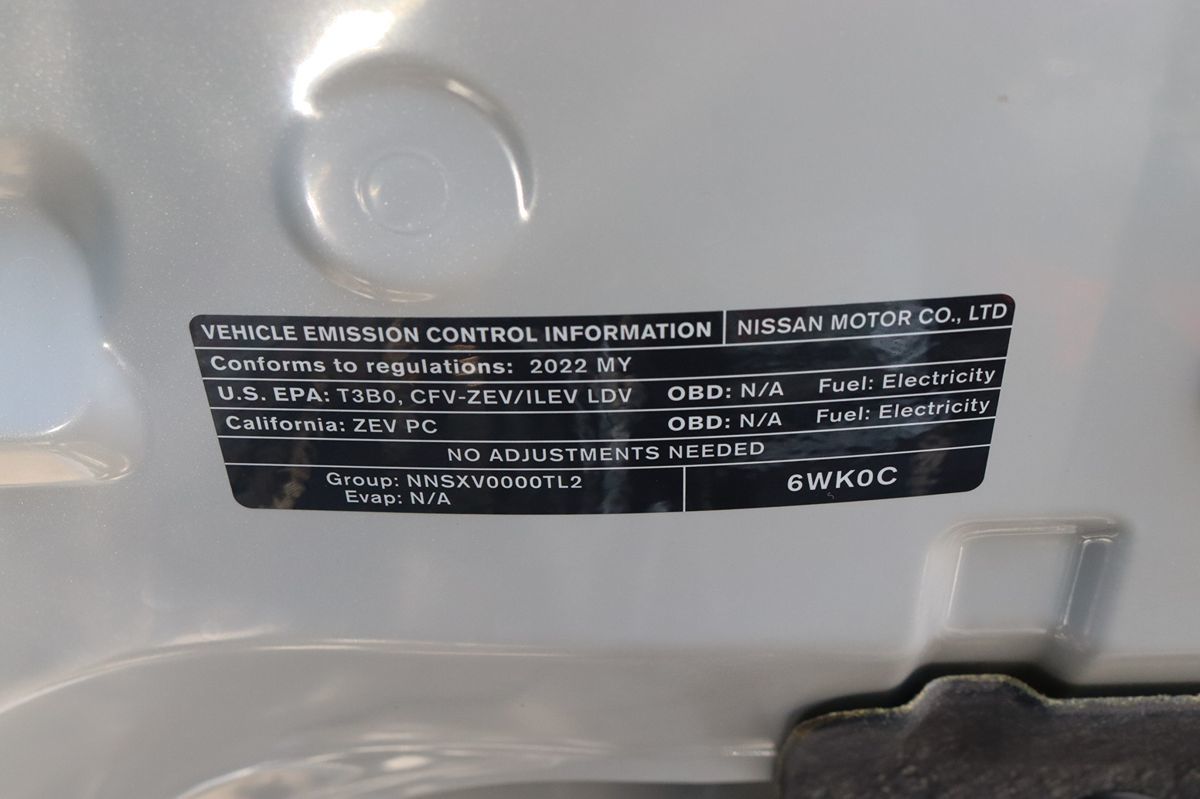 VEHICLE EMISSION CONTROL INFORMATION NISSAN MOTOR CO., LTD
Conforms to regulations: 2022 MY
U.S. EPA: T3B0, CFV-ZEV/ILEV LDV OBD: N/A Fuel: Electricity
California: ZEV PC OBD: N/A Fuel: Electricity
NO ADJUSTMENTS NEEDED
Group: NNSXV0000TL2
Evap: N/A
6WK0C